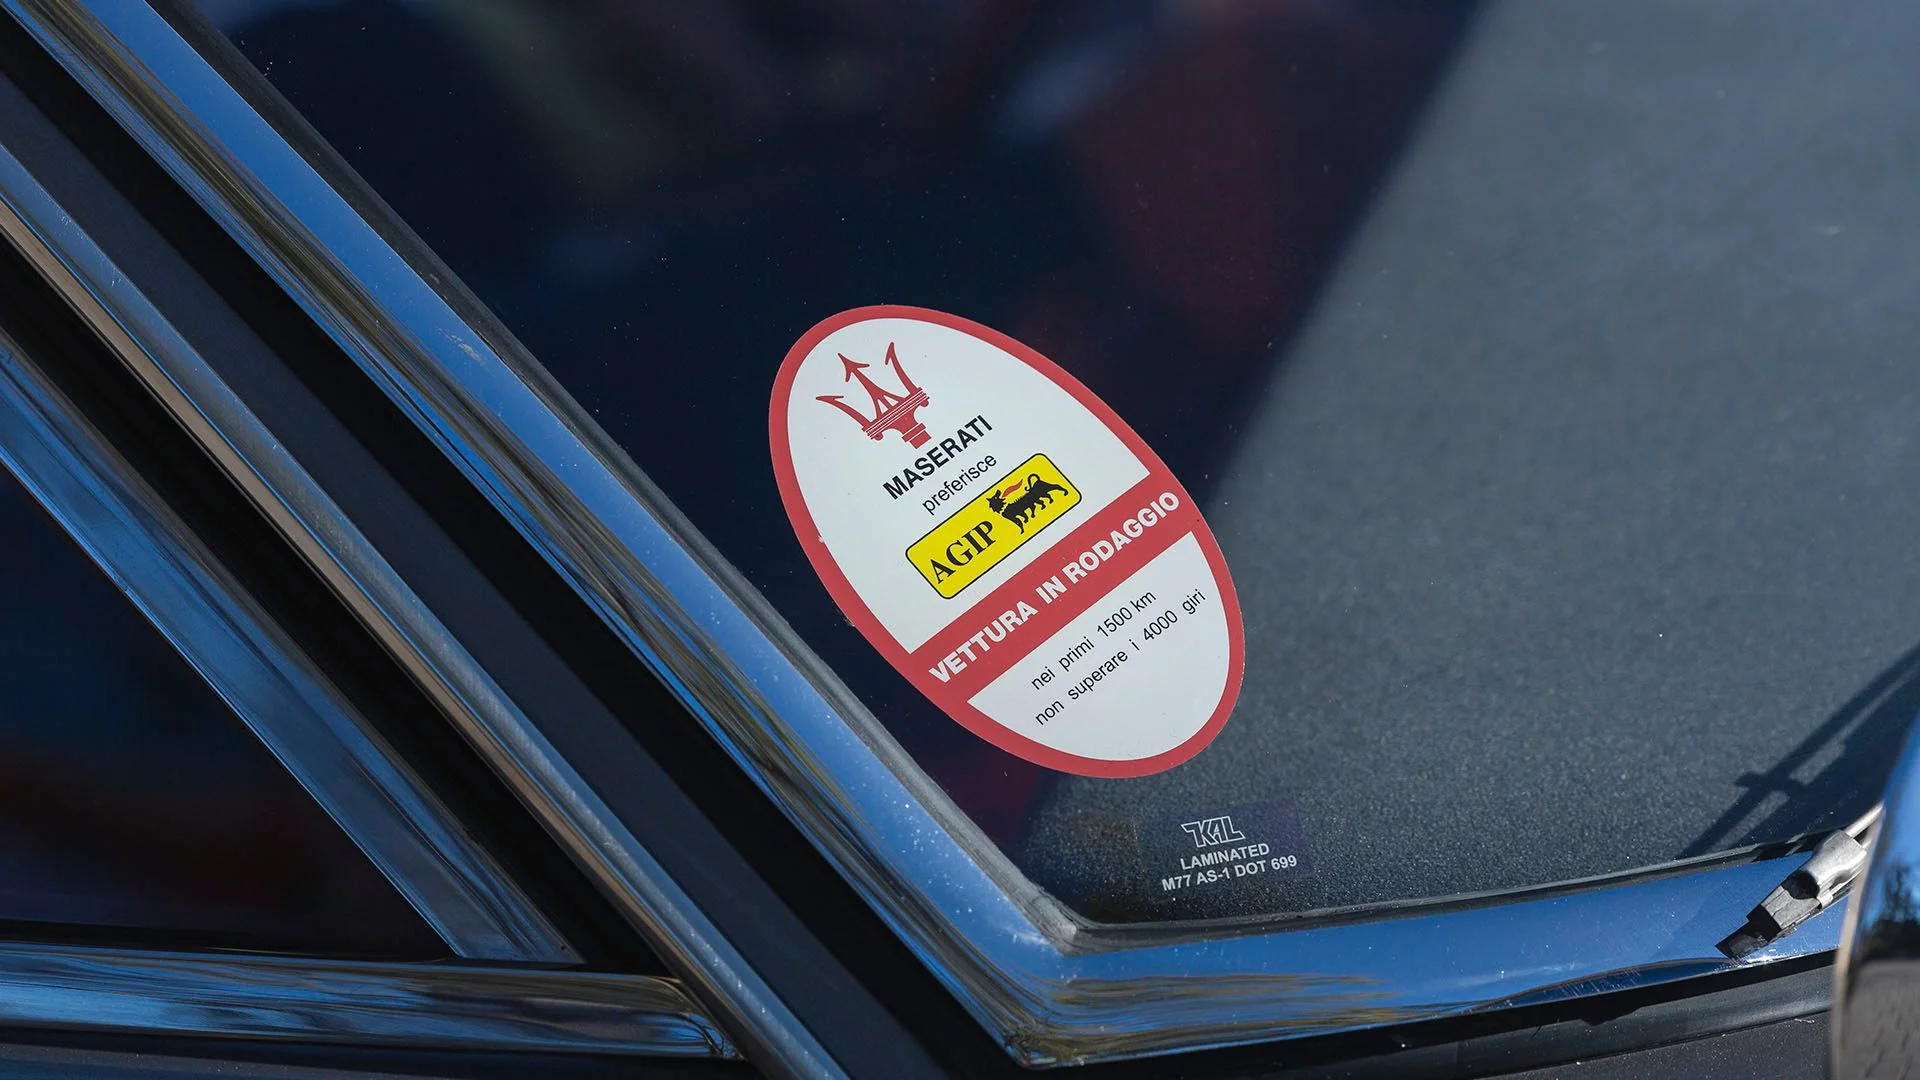 MASERATI
preferisce
AGIP
VETTURA IN RODAGGIO
nei primi 1500 km
non superare i 4000 giri
LAMINATED
M77 AS-1 DOT 699